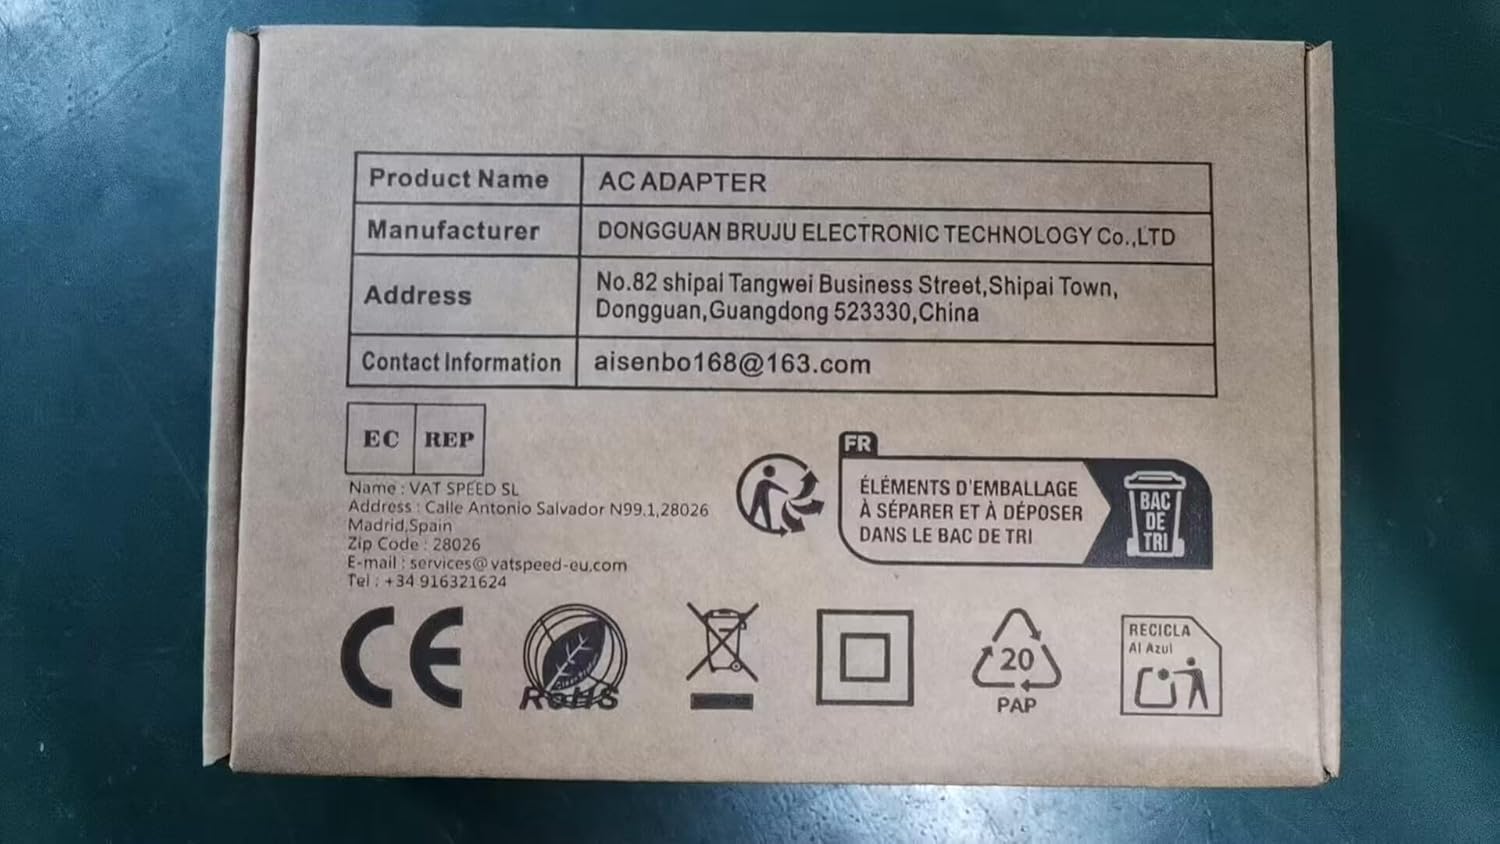 Product Name AC ADAPTER
Manufacturer DONGGUAN BRUJU ELECTRONIC TECHNOLOGY Co.,LTD
Address No.82 shipai Tangwei Business Street,Shipai Town,
Dongguan,Guangdong 523330,China
Contact Information aisenbo168@163.com
EC REP
Name : VAT SPEED SL
Address : Calle Antonio Salvador N99.1,28026
Madrid,Spain
Zip Code : 28026
E-mail : services@vatspeed-eu.com
Tel : +34 916321624
FR
ÉLÉMENTS D'EMBALLAGE
À SÉPARER ET À DÉPOSER
DANS LE BAC DE TRI
BAC
DE
TRI
CE
RoHS
20
PAP
RECICLA
Al Azul